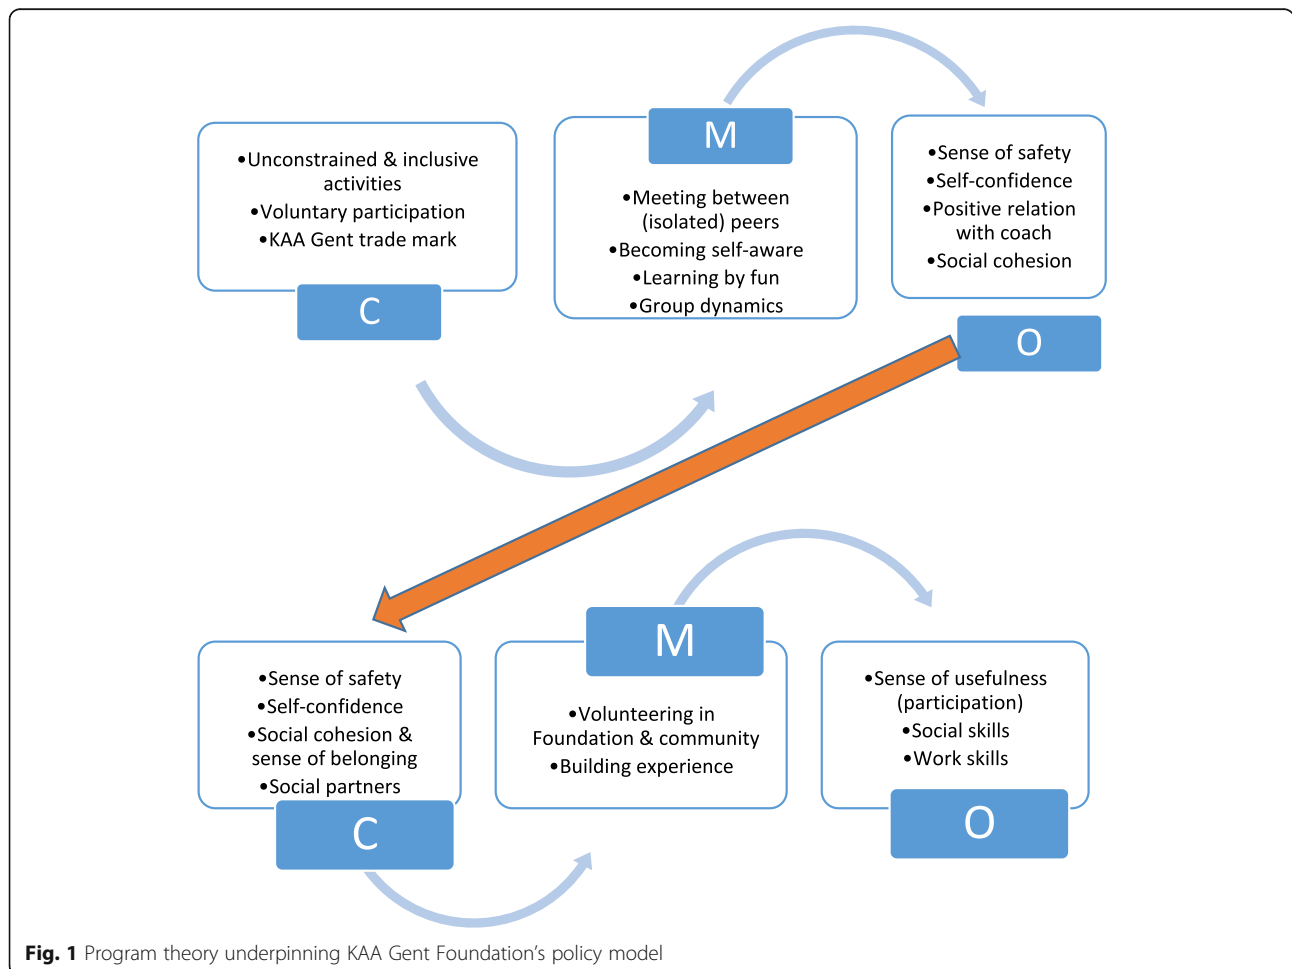 •Unconstrained & inclusive
activities
•Voluntary participation
•KAA Gent trade mark
C
M
•Meeting between
(isolated) peers
•Becoming self-aware
•Learning by fun
•Group dynamics
•Sense of safety
•Self-confidence
•Positive relation
with coach
•Social cohesion
O
•Sense of safety
•Self-confidence
•Social cohesion &
sense of belonging
•Social partners
C
M
•Volunteering in
Foundation & community
•Building experience
•Sense of usefulness
(participation)
•Social skills
•Work skills
O
Fig. 1 Program theory underpinning KAA Gent Foundation's policy model